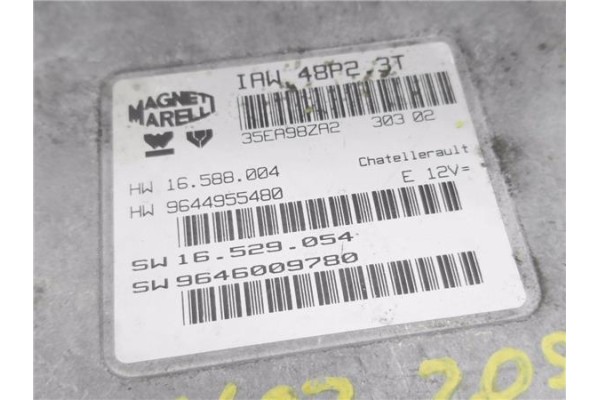 MAGNETI
MARELLI
IAW 48P2.3T
35EA98ZA2 303 02
HW 16.588.004 Chatellerault
HW 9644955480 E 12V=
SW 16.529.054
SW 9646009780